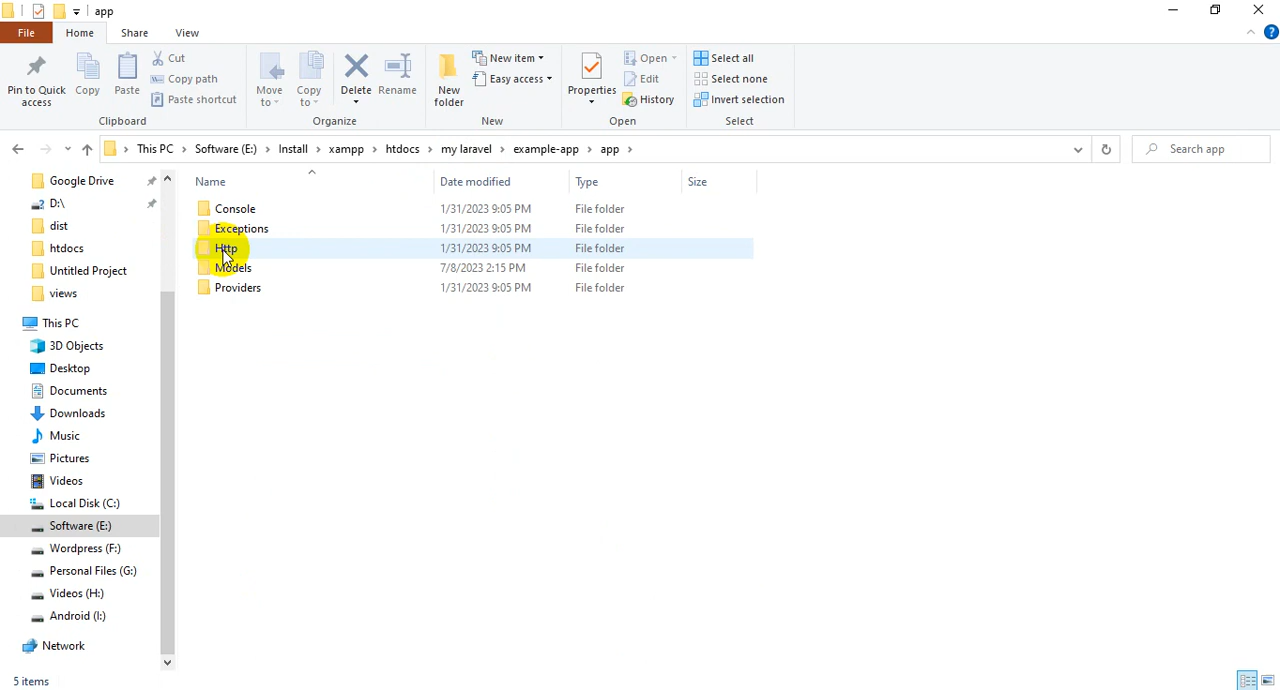 app
File Home Share View
Pin to Quick access
Copy
Paste
Cut
Copy path
Paste shortcut
Clipboard
Move to
Copy to
Delete
Rename
Organize
New folder
New item
Easy access
New
Properties
Open
Edit
History
Open
Select all
Select none
Invert selection
Select
This PC > Software (E:) > Install > xampp > htdocs > my laravel > example-app > app >
Search app
Google Drive
D:\
dist
htdocs
Untitled Project
views
This PC
3D Objects
Desktop
Documents
Downloads
Music
Pictures
Videos
Local Disk (C:)
Software (E:)
Wordpress (F:)
Personal Files (G:)
Videos (H:)
Android (I:)
Network
Name Date modified Type Size
Console 1/31/2023 9:05 PM File folder
Exceptions 1/31/2023 9:05 PM File folder
Http 1/31/2023 9:05 PM File folder
Models 7/8/2023 2:15 PM File folder
Providers 1/31/2023 9:05 PM File folder
5 items